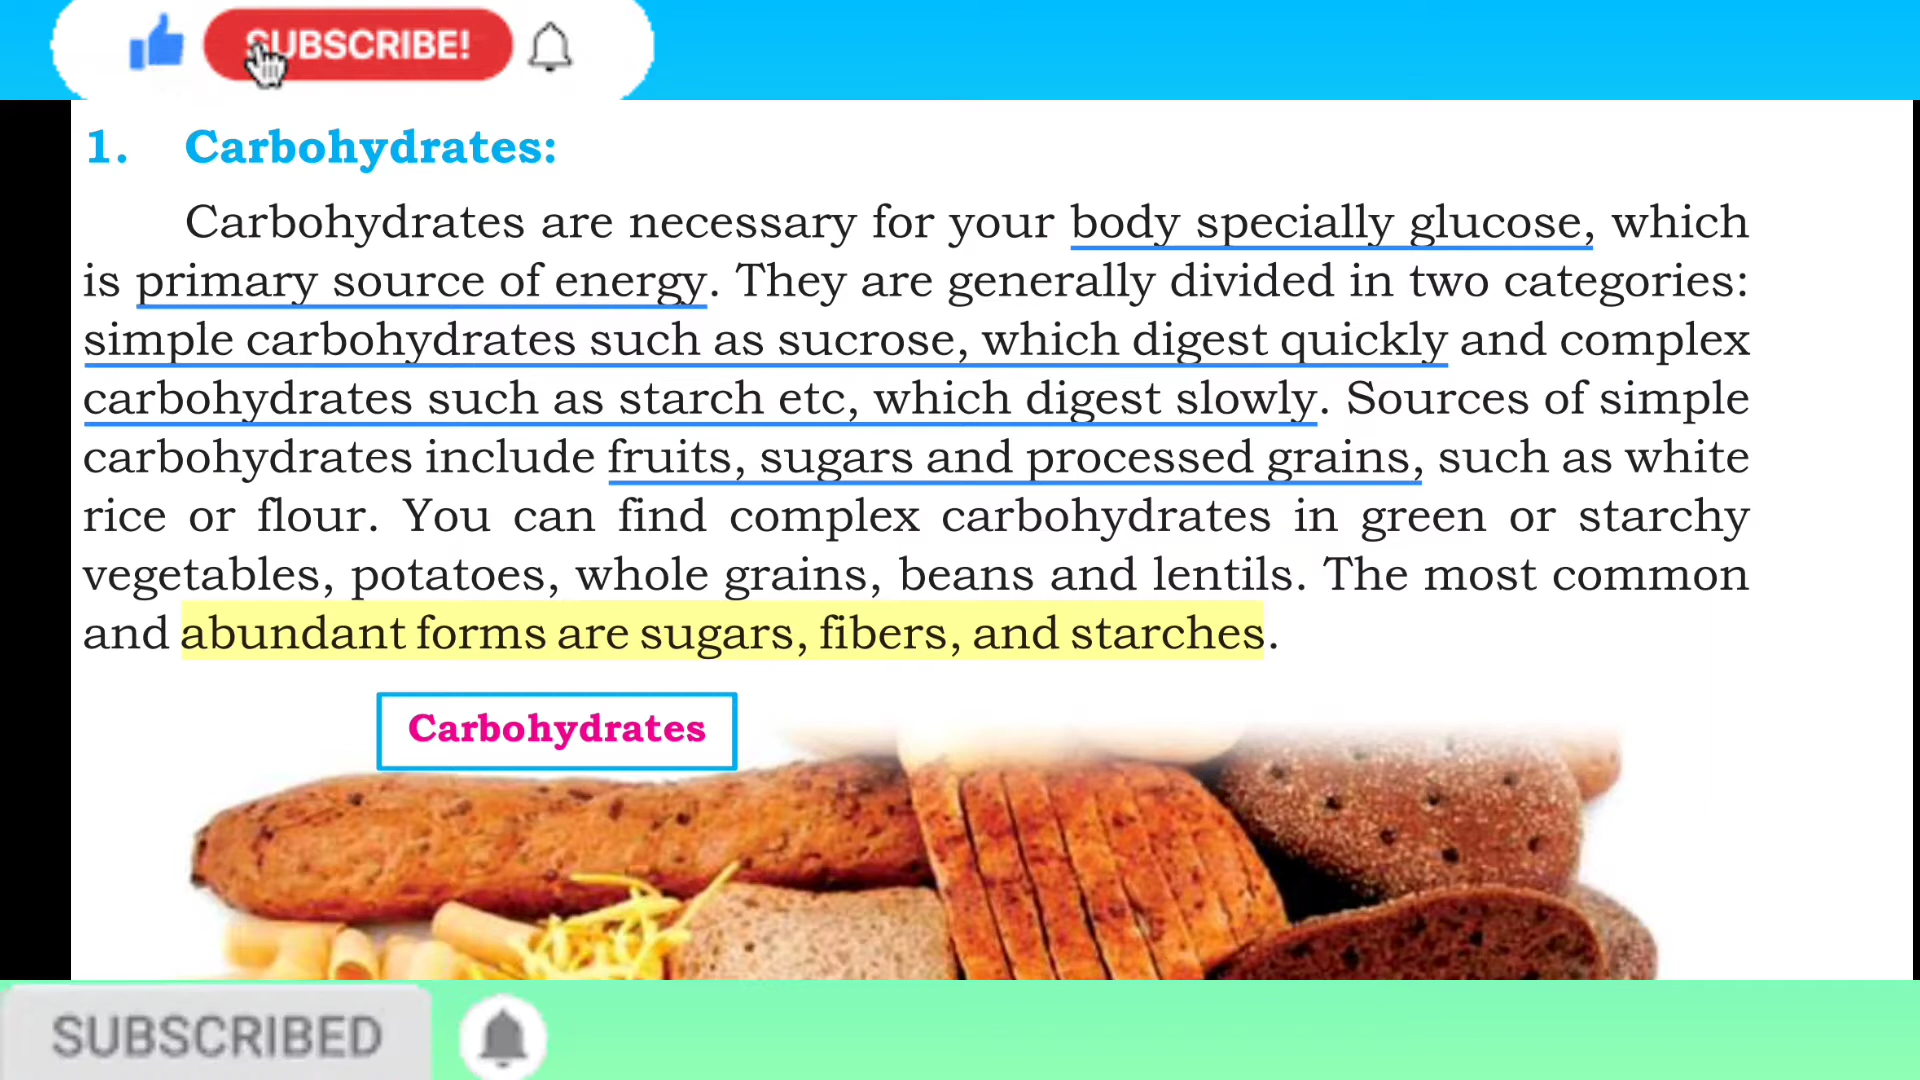 SUBSCRIBE!
1. Carbohydrates:
Carbohydrates are necessary for your body specially glucose, which
is primary source of energy. They are generally divided in two categories:
simple carbohydrates such as sucrose, which digest quickly and complex
carbohydrates such as starch etc, which digest slowly. Sources of simple
carbohydrates include fruits, sugars and processed grains, such as white
rice or flour. You can find complex carbohydrates in green or starchy
vegetables, potatoes, whole grains, beans and lentils. The most common
and abundant forms are sugars, fibers, and starches.
Carbohydrates
SUBSCRIBED